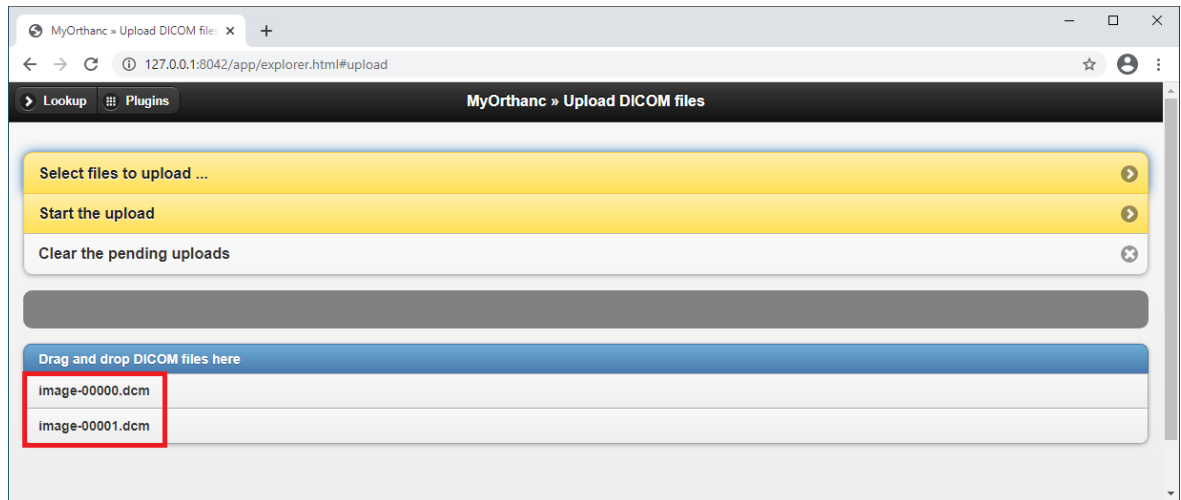 MyOrthanc » Upload DICOM files
127.0.0.1:8042/app/explorer.html#upload
Lookup Plugins MyOrthanc » Upload DICOM files
Select files to upload ...
Start the upload
Clear the pending uploads
Drag and drop DICOM files here
image-00000.dcm
image-00001.dcm